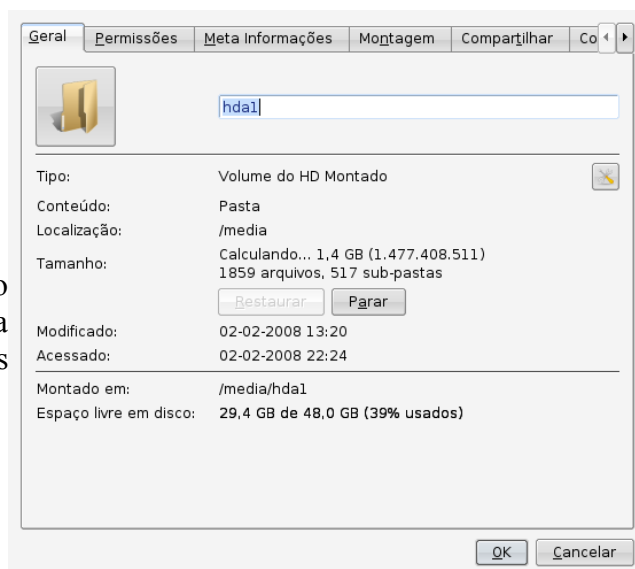 Geral Permissões Meta Informações Montagem Compartilhar Co
hda1
Tipo: Volume do HD Montado
Conteúdo: Pasta
Localização: /media
Tamanho: Calculando... 1,4 GB (1.477.408.511)
1859 arquivos, 517 sub-pastas
o
Restaurar Parar
a
Modificado: 02-02-2008 13:20
s
Acessado: 02-02-2008 22:24
Montado em: /media/hda1
Espaço livre em disco: 29,4 GB de 48,0 GB (39% usados)
OK Cancelar